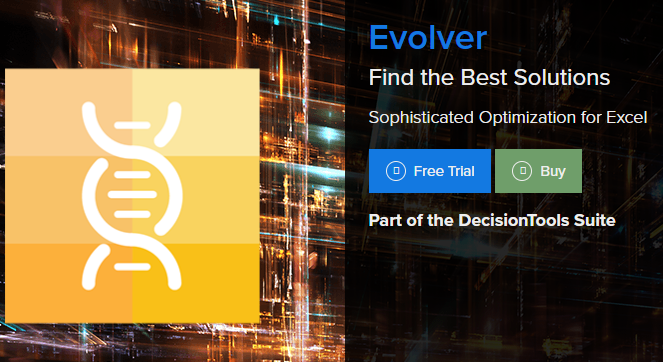 Evolver
Find the Best Solutions
Sophisticated Optimization for Excel
Free Trial
Buy
Part of the DecisionTools Suite